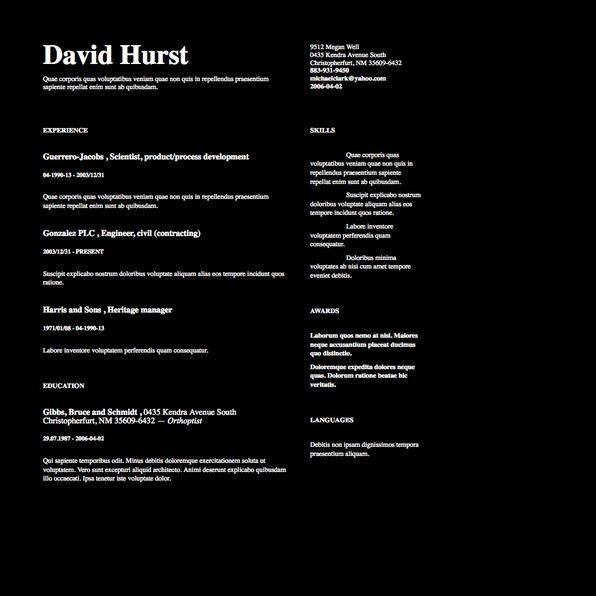 David Hurst
Quae corporis quas voluptatibus veniam quae non quis in repellendus praesentium
sapiente repellat enim sunt ab quibusdam.
9512 Megan Well
0435 Kendra Avenue South
Christopherfurt, NM 35609-6432
883-931-9450
michaelclark@yahoo.com
2006-04-02
EXPERIENCE
Guerrero-Jacobs , Scientist, product/process development
04-1990-13 - 2003/12/31
Quae corporis quas voluptatibus veniam quae non quis in repellendus praesentium
sapiente repellat enim sunt ab quibusdam.
Gonzalez PLC , Engineer, civil (contracting)
2003/12/31 - PRESENT
Suscipit explicabo nostrum doloribus voluptate aliquam alias eos tempore incidunt quos
ratione.
Harris and Sons , Heritage manager
1971/01/08 - 04-1990-13
Labore inventore voluptatem perferendis quam consequatur.
EDUCATION
Gibbs, Bruce and Schmidt , 0435 Kendra Avenue South
Christopherfurt, NM 35609-6432 — Orthoptist
29.07.1987 - 2006-04-02
Qui sapiente temporibus odit. Minus debitis doloremque exercitationem soluta ut
voluptatem. Vero sunt excepturi aliquid architecto. Animi deserunt explicabo quibusdam
illo occaecati. Ipsa tenetur iste voluptate dolor.
SKILLS
Quae corporis quas
voluptatibus veniam quae non quis in
repellendus praesentium sapiente
repellat enim sunt ab quibusdam.
Suscipit explicabo nostrum
doloribus voluptate aliquam alias eos
tempore incidunt quos ratione.
Labore inventore
voluptatem perferendis quam
consequatur.
Doloribus minima
voluptates ab nisi cum amet tempore
eveniet debitis.
AWARDS
Laborum quos nemo at nisi. Maiores
neque accusantium placeat ducimus
quo distinctio.
Doloremque expedita dolores neque
quas. Dolorum ratione beatae hic
veritatis.
LANGUAGES
Debitis non ipsam dignissimos tempora
praesentium aliquam.